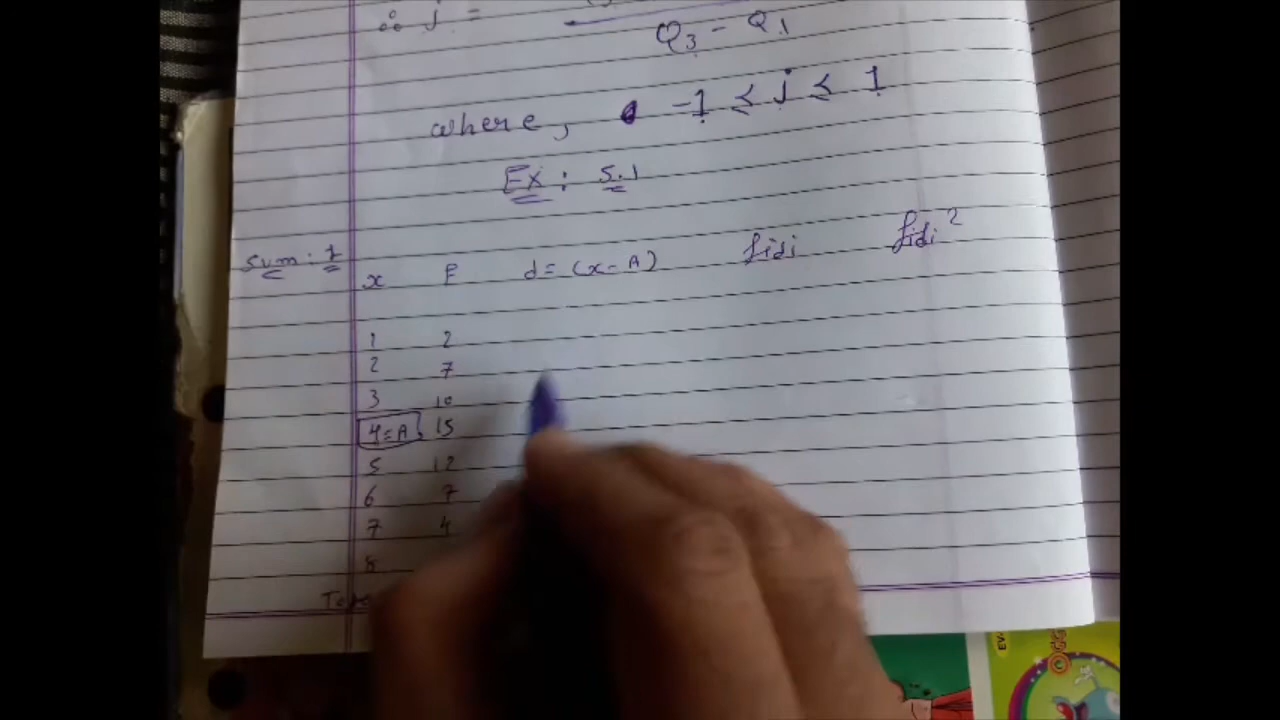 ∴ j =
Q3 - Q1
where, -1 ≤ j ≤ 1
Ex: 5.1
Sum: 1
x F d = (x - A) fidi fidi²
1 2
2 7
3 10
4=A 15
5 12
6 7
7 4
8